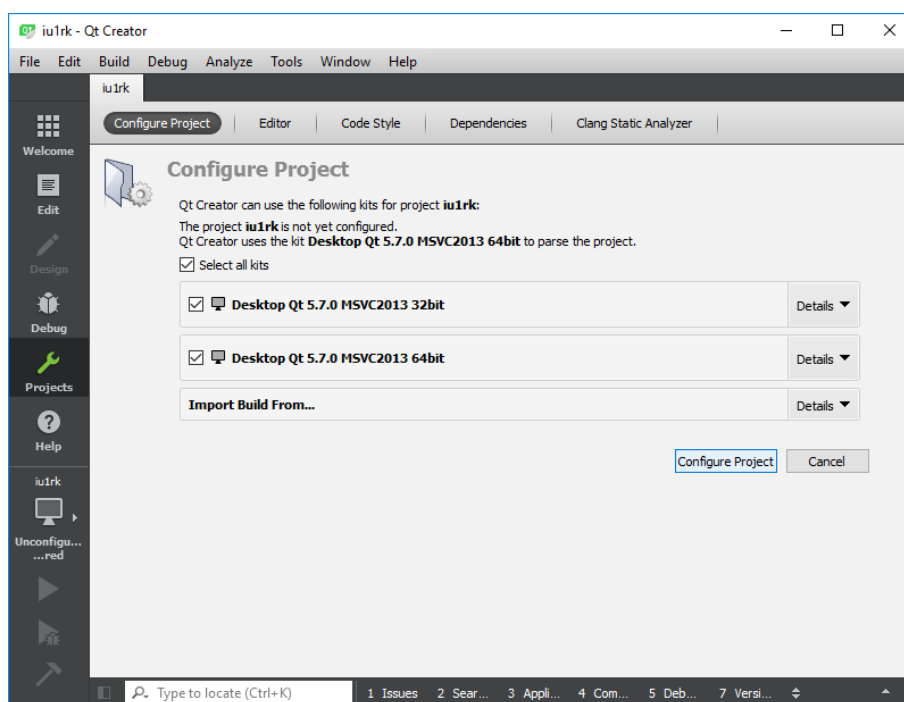 iu1rk - Qt Creator
File Edit Build Debug Analyze Tools Window Help
iu1rk
Configure Project Editor Code Style Dependencies Clang Static Analyzer
Welcome
Edit
Design
Debug
Projects
Help
iu1rk
Unconfigu...
...red
Configure Project
Qt Creator can use the following kits for project iu1rk:
The project iu1rk is not yet configured.
Qt Creator uses the kit Desktop Qt 5.7.0 MSVC2013 64bit to parse the project.
Select all kits
Desktop Qt 5.7.0 MSVC2013 32bit Details
Desktop Qt 5.7.0 MSVC2013 64bit Details
Import Build From... Details
Configure Project Cancel
Type to locate (Ctrl+K) 1 Issues 2 Sear... 3 Appli... 4 Com... 5 Deb... 7 Versi...